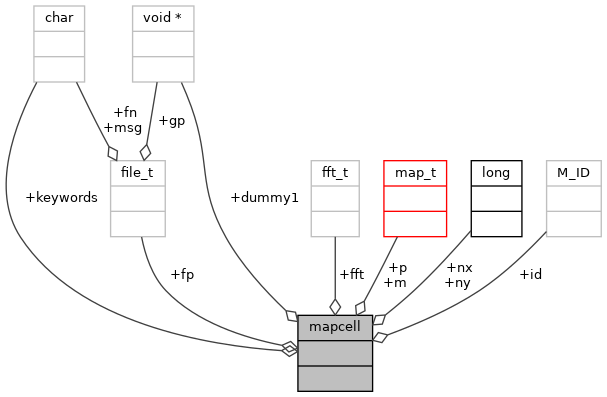 char
void *
+fn
+msg
+gp
file_t
fft_t
map_t
long
M_ID
+keywords
+dummy1
+fp
+fft
+p
+m
+nx
+ny
+id
mapcell